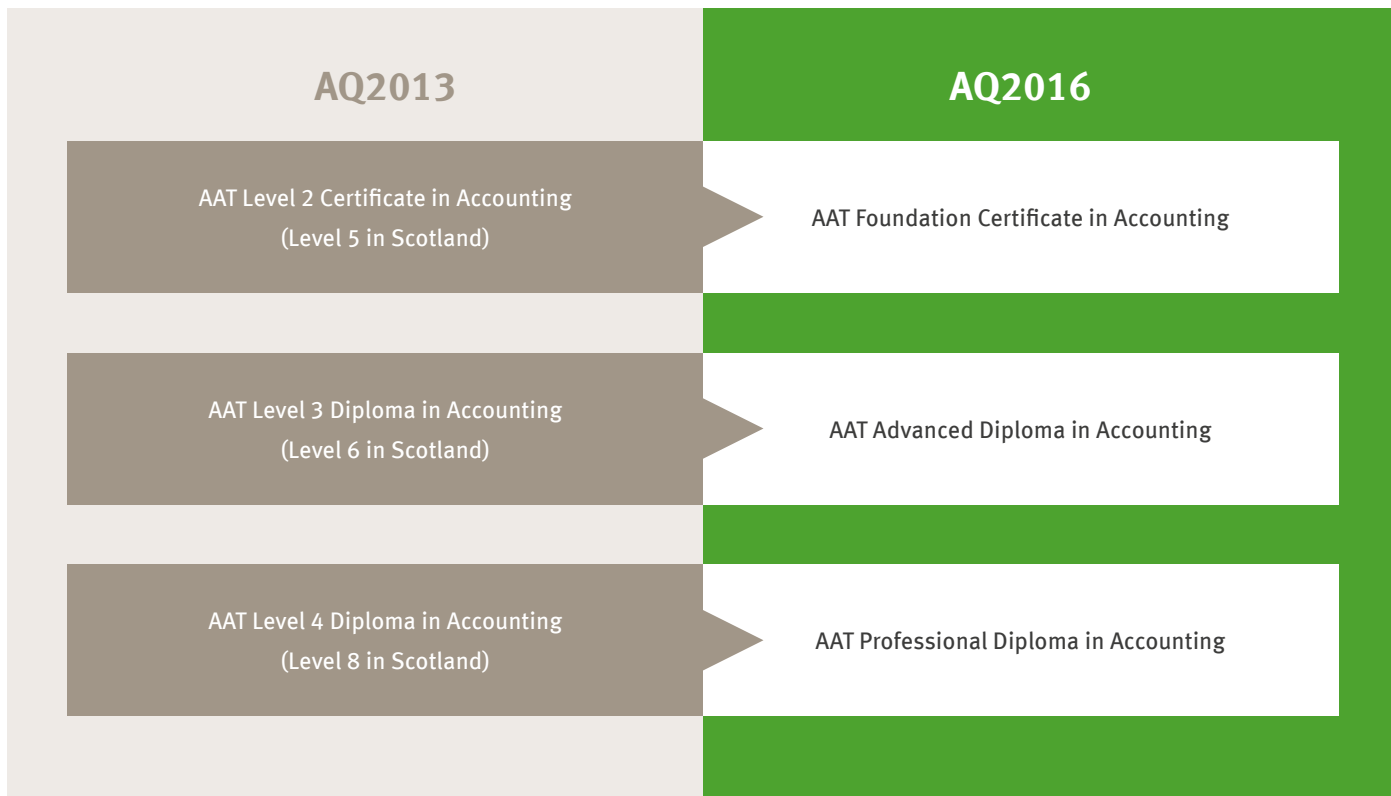 AQ2013
AQ2016
AAT Level 2 Certificate in Accounting
(Level 5 in Scotland)
AAT Foundation Certificate in Accounting
AAT Level 3 Diploma in Accounting
(Level 6 in Scotland)
AAT Advanced Diploma in Accounting
AAT Level 4 Diploma in Accounting
(Level 8 in Scotland)
AAT Professional Diploma in Accounting